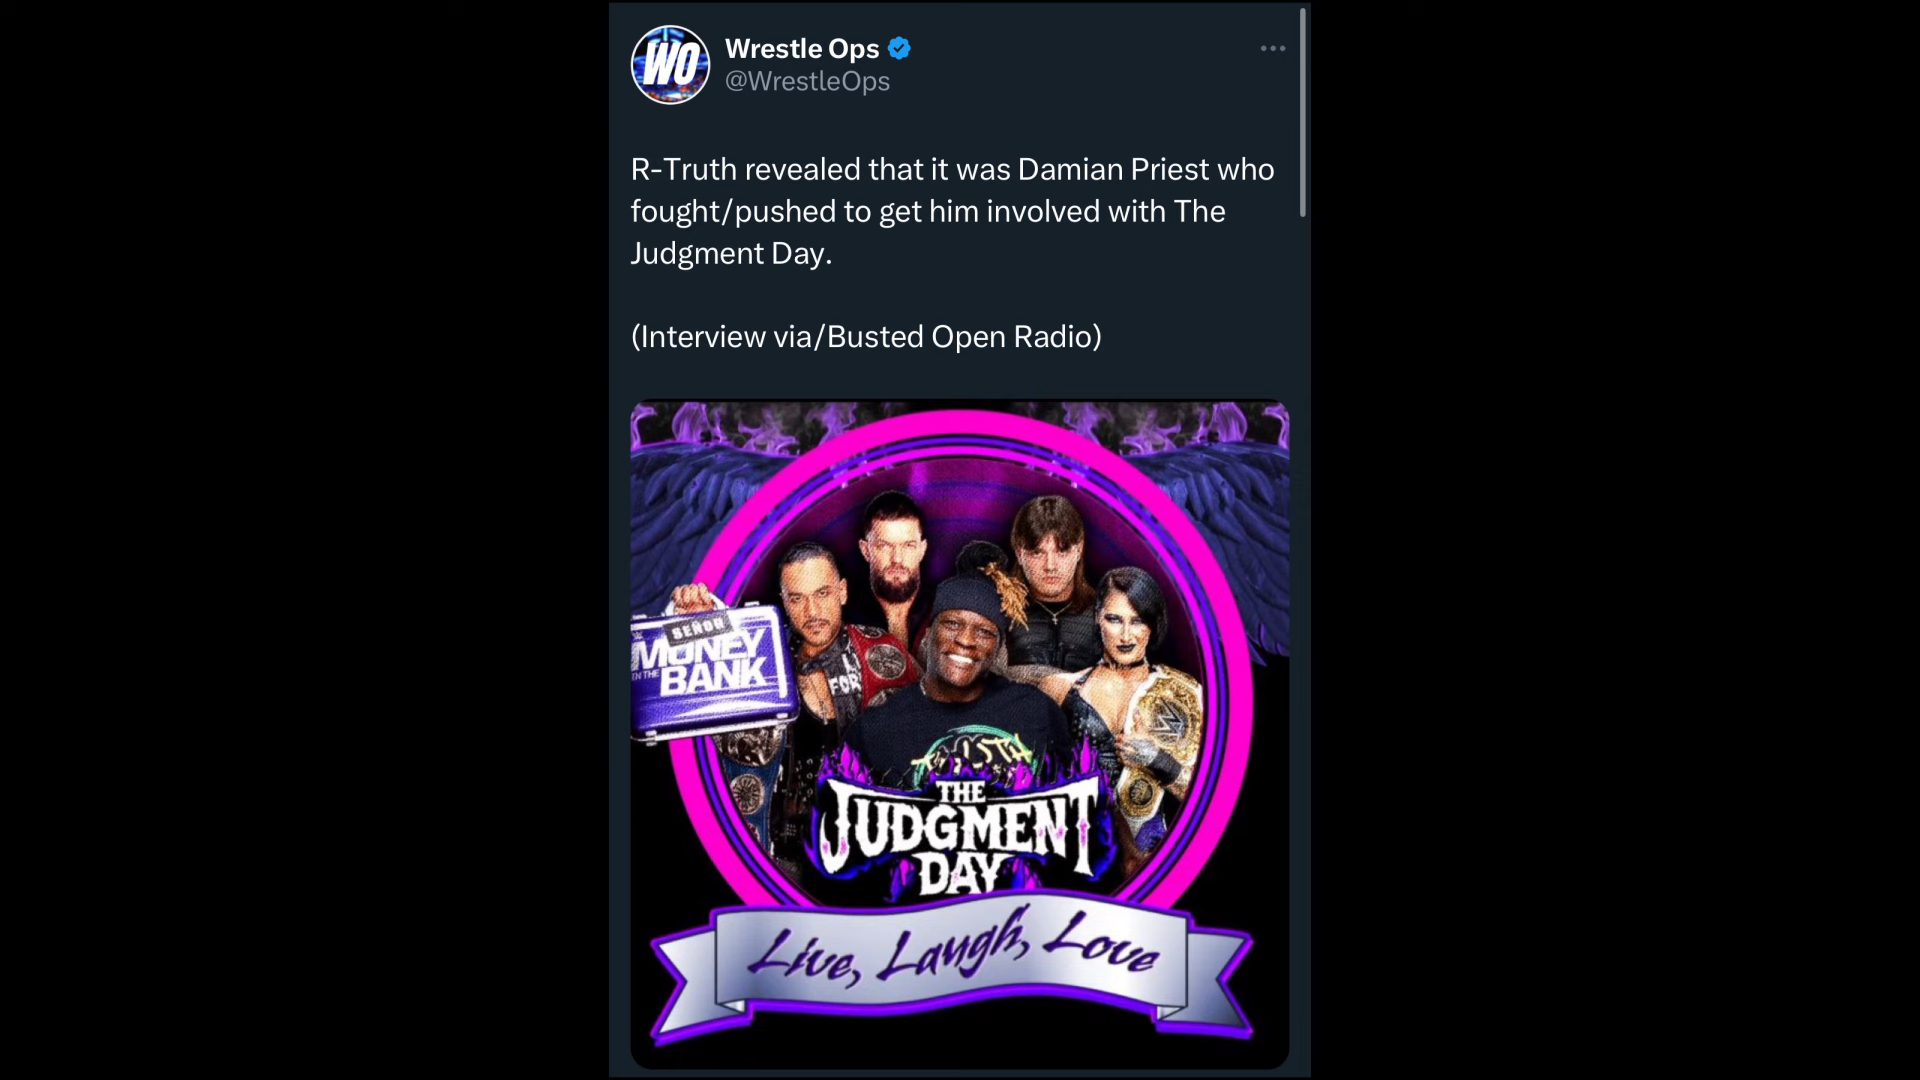 WO
Wrestle Ops
@WrestleOps
R-Truth revealed that it was Damian Priest who
fought/pushed to get him involved with The
Judgment Day.
(Interview via/Busted Open Radio)
SEÑOR
MONEY
IN THE
BANK
FOR
THE
JUDGMENT
DAY
Live, Laugh, Love